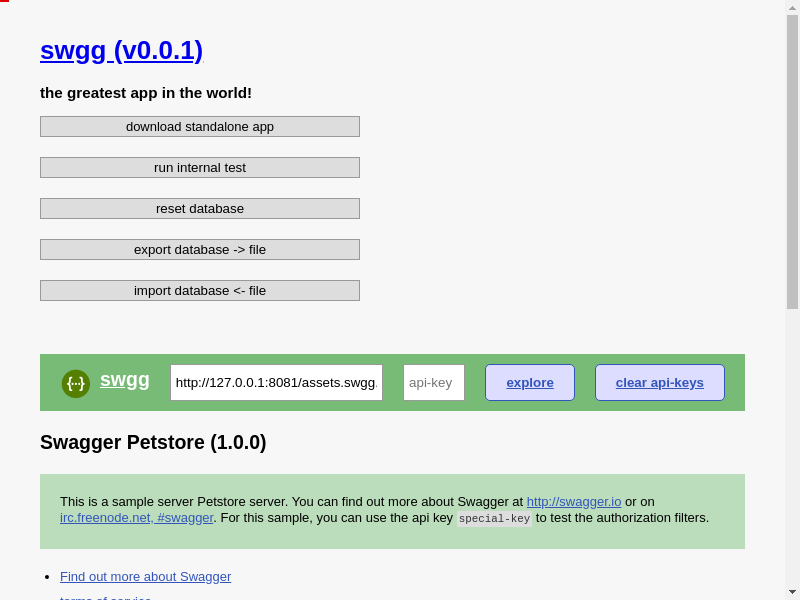 swgg (v0.0.1)
the greatest app in the world!
download standalone app
run internal test
reset database
export database -> file
import database <- file
{··} swgg http://127.0.0.1:8081/assets.swgg. api-key explore clear api-keys
Swagger Petstore (1.0.0)
This is a sample server Petstore server. You can find out more about Swagger at http://swagger.io or on
irc.freenode.net, #swagger. For this sample, you can use the api key special-key to test the authorization filters.
Find out more about Swagger
terms of service